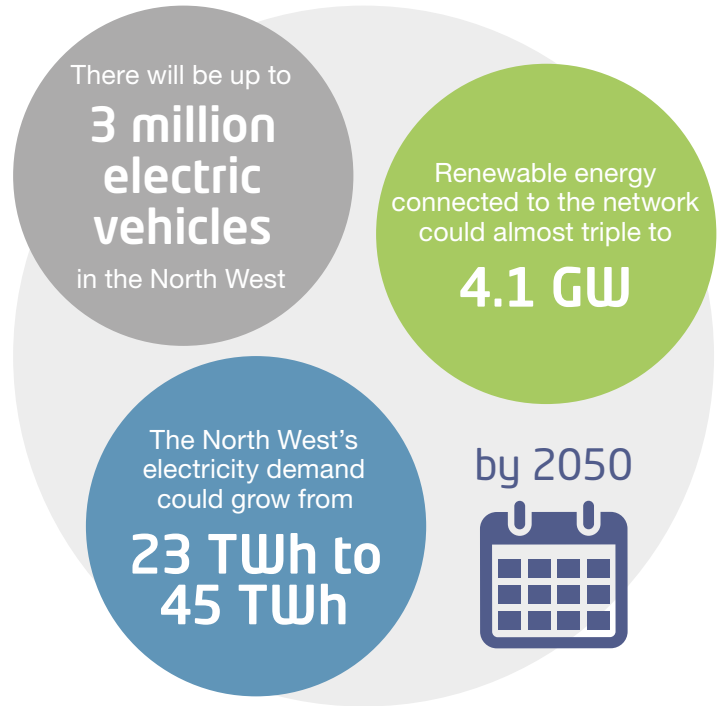 There will be up to
3 million
electric
vehicles
in the North West
Renewable energy
connected to the network
could almost triple to
4.1 GW
The North West's
electricity demand
could grow from
23 TWh to
45 TWh
by 2050